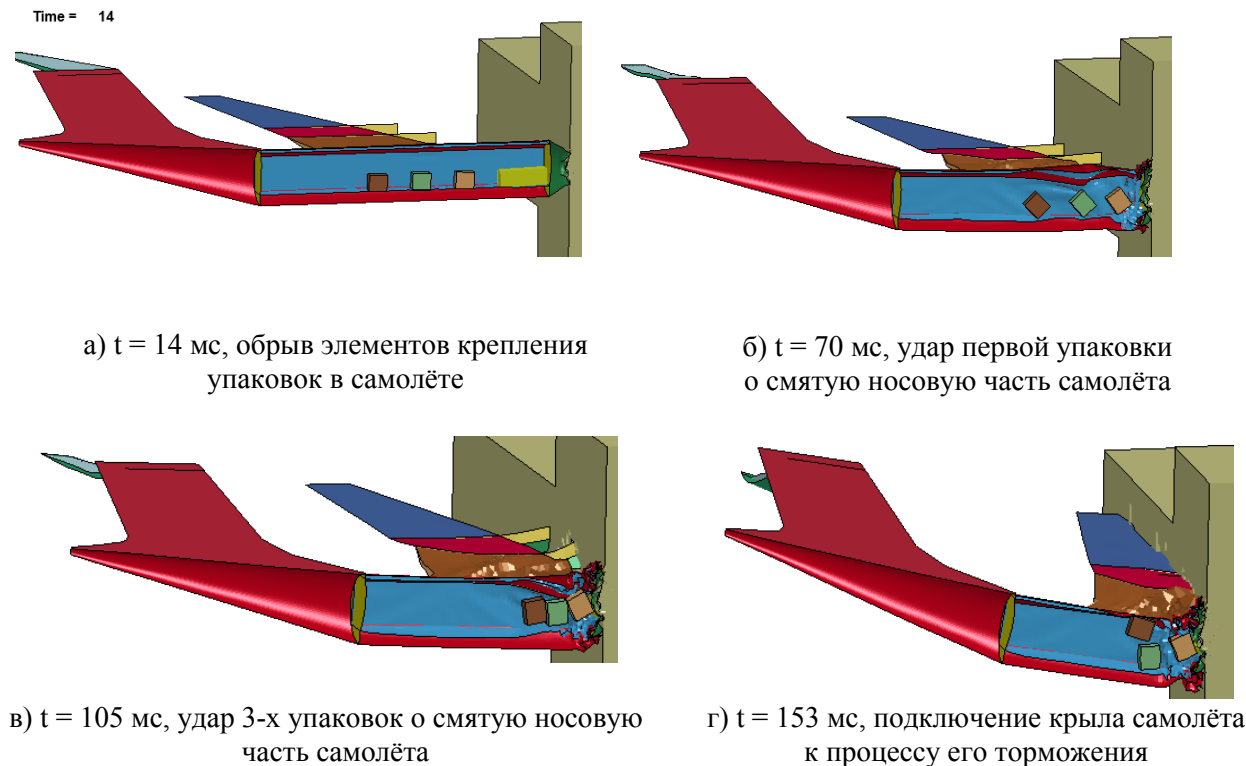 Time = 14
а) t = 14 мс, обрыв элементов крепления
упаковок в самолёте
б) t = 70 мс, удар первой упаковки
о смятую носовую часть самолёта
в) t = 105 мс, удар 3-х упаковок о смятую носовую
часть самолёта
г) t = 153 мс, подключение крыла самолёта
к процессу его торможения